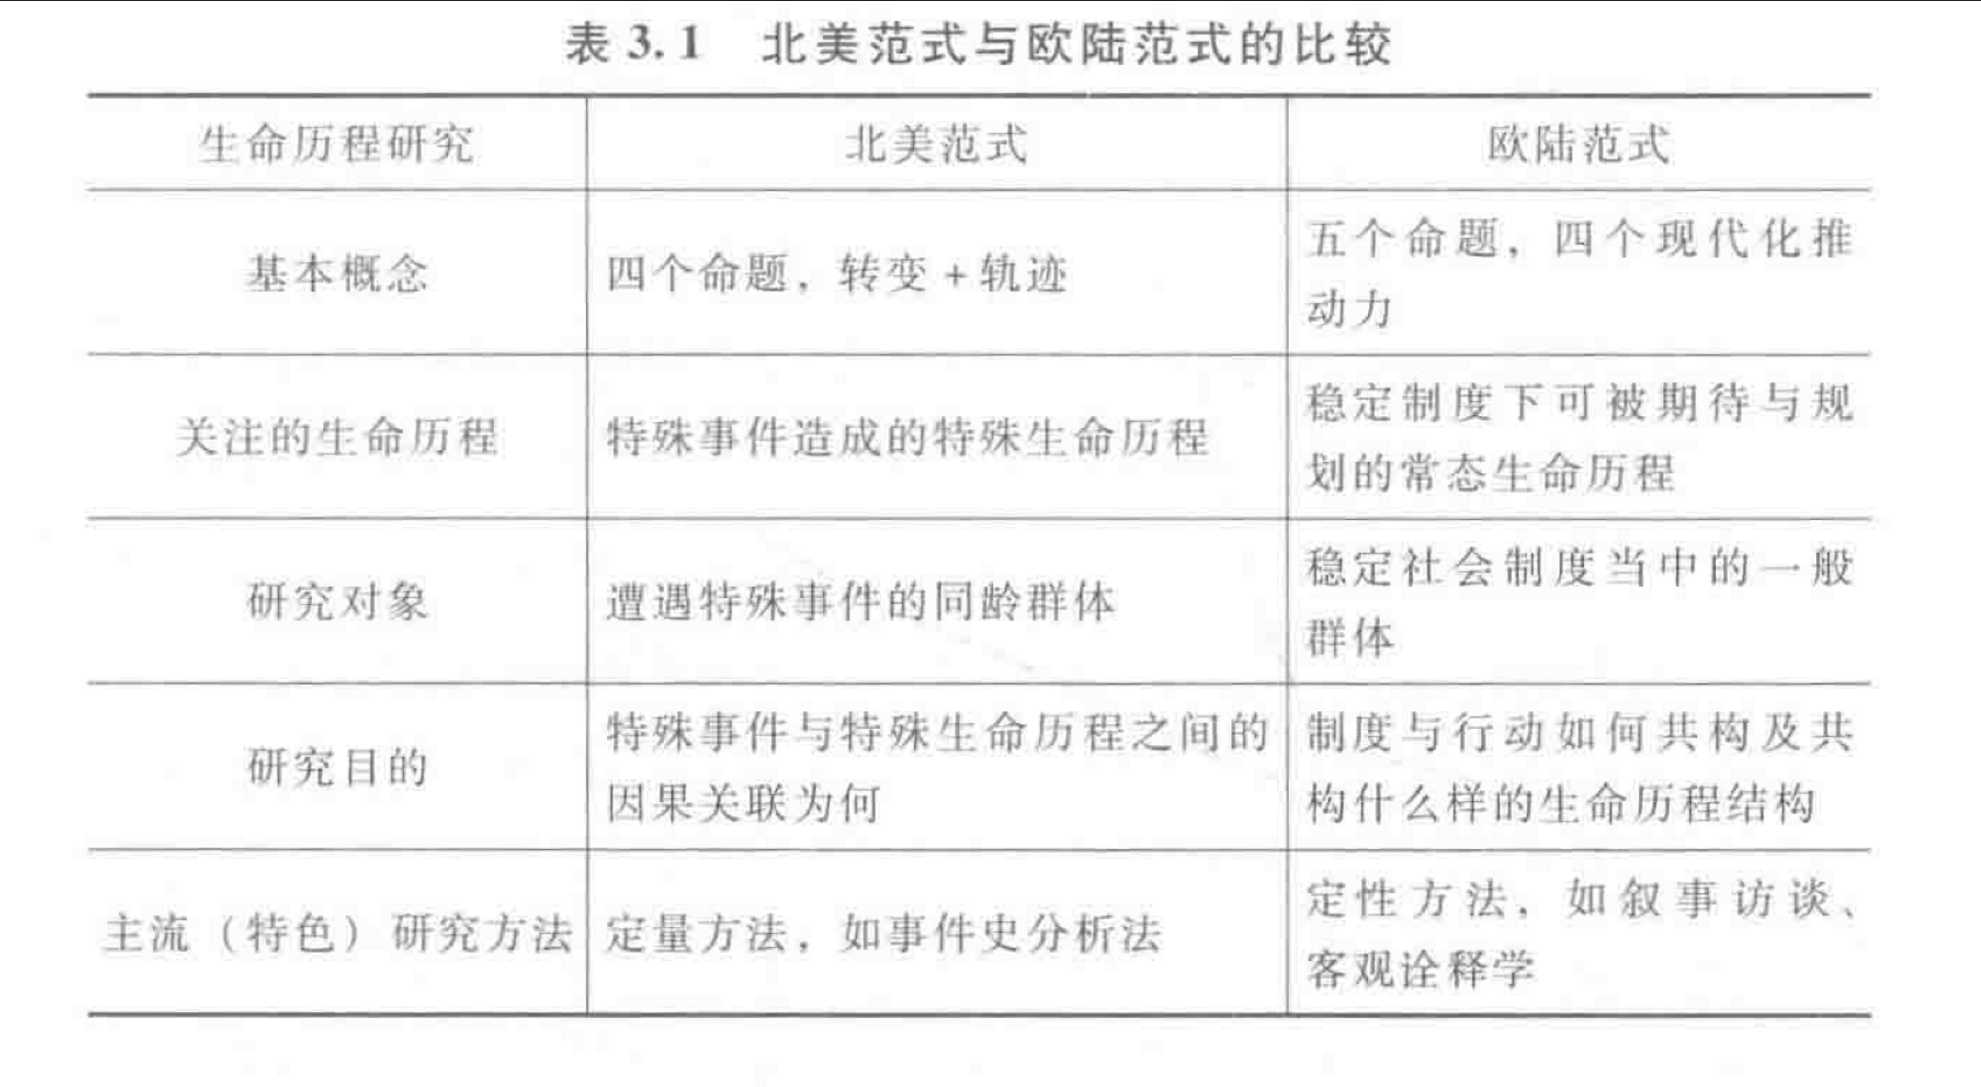 表 3.1 北美范式与欧陆范式的比较
生命历程研究
北美范式
欧陆范式
基本概念
四个命题，转变+轨迹
五个命题，四个现代化推
动力
关注的生命历程
特殊事件造成的特殊生命历程
稳定制度下可被期待与规
划的常态生命历程
研究对象
遭遇特殊事件的同龄群体
稳定社会制度当中的一般
群体
研究目的
特殊事件与特殊生命历程之间的
因果关联为何
制度与行动如何共构及共
构什么样的生命历程结构
主流（特色）研究方法
定量方法，如事件史分析法
定性方法，如叙事访谈、
客观诠释学